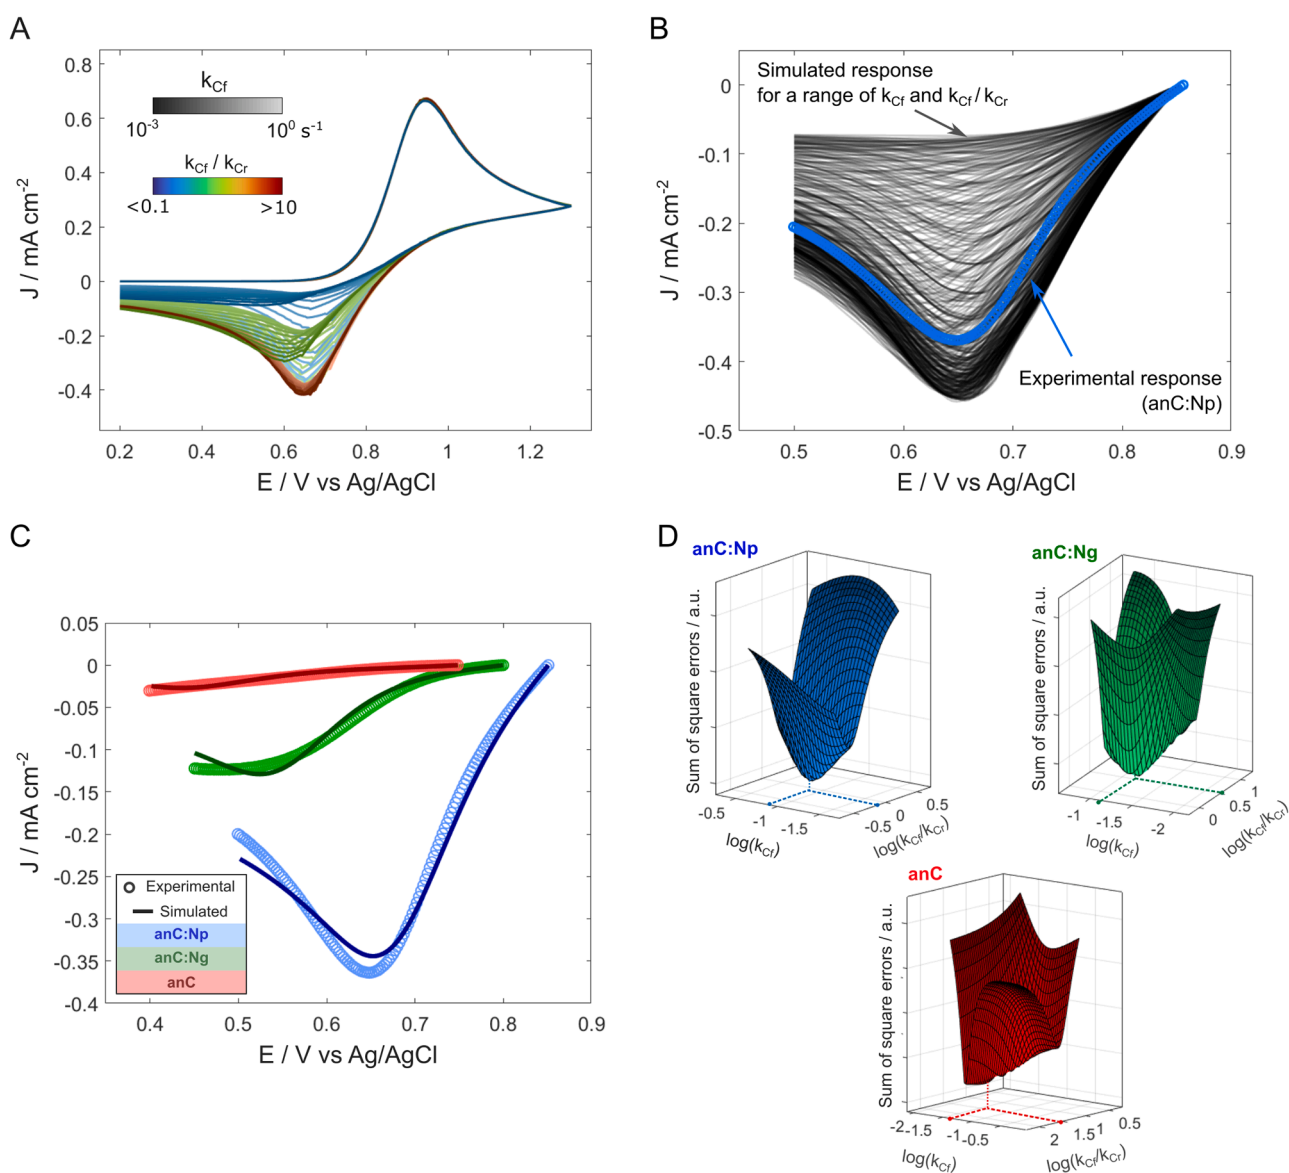 A
0.8
0.6
0.4
0.2
0
-0.2
-0.4
J / mA cm-2
k_Cf
10-3
100 s-1
k_Cf / k_Cr
<0.1
>10
0.2
0.4
0.6
0.8
1
1.2
E / V vs Ag/AgCl
B
Simulated response
for a range of k_Cf and k_Cf / k_Cr
0
-0.1
-0.2
-0.3
-0.4
-0.5
J / mA cm-2
Experimental response
(anC:Np)
0.5
0.6
0.7
0.8
0.9
E / V vs Ag/AgCl
C
0.05
0
-0.05
-0.1
-0.15
-0.2
-0.25
-0.3
-0.35
-0.4
J / mA cm-2
Experimental
Simulated
anC:Np
anC:Ng
anC
0.4
0.5
0.6
0.7
0.8
0.9
E / V vs Ag/AgCl
D
anC:Np
Sum of square errors / a.u.
-0.5
-1
-1.5
log(k_Cf)
-0.5
0
0.5
log(k_Cf/k_Cr)
anC:Ng
Sum of square errors / a.u.
-1
-1.5
-2
log(k_Cf)
0
0.5
1
log(k_Cf/k_Cr)
anC
Sum of square errors / a.u.
-2
-1.5
-1
-0.5
log(k_Cf)
2
1.5
1
0.5
log(k_Cf/k_Cr)